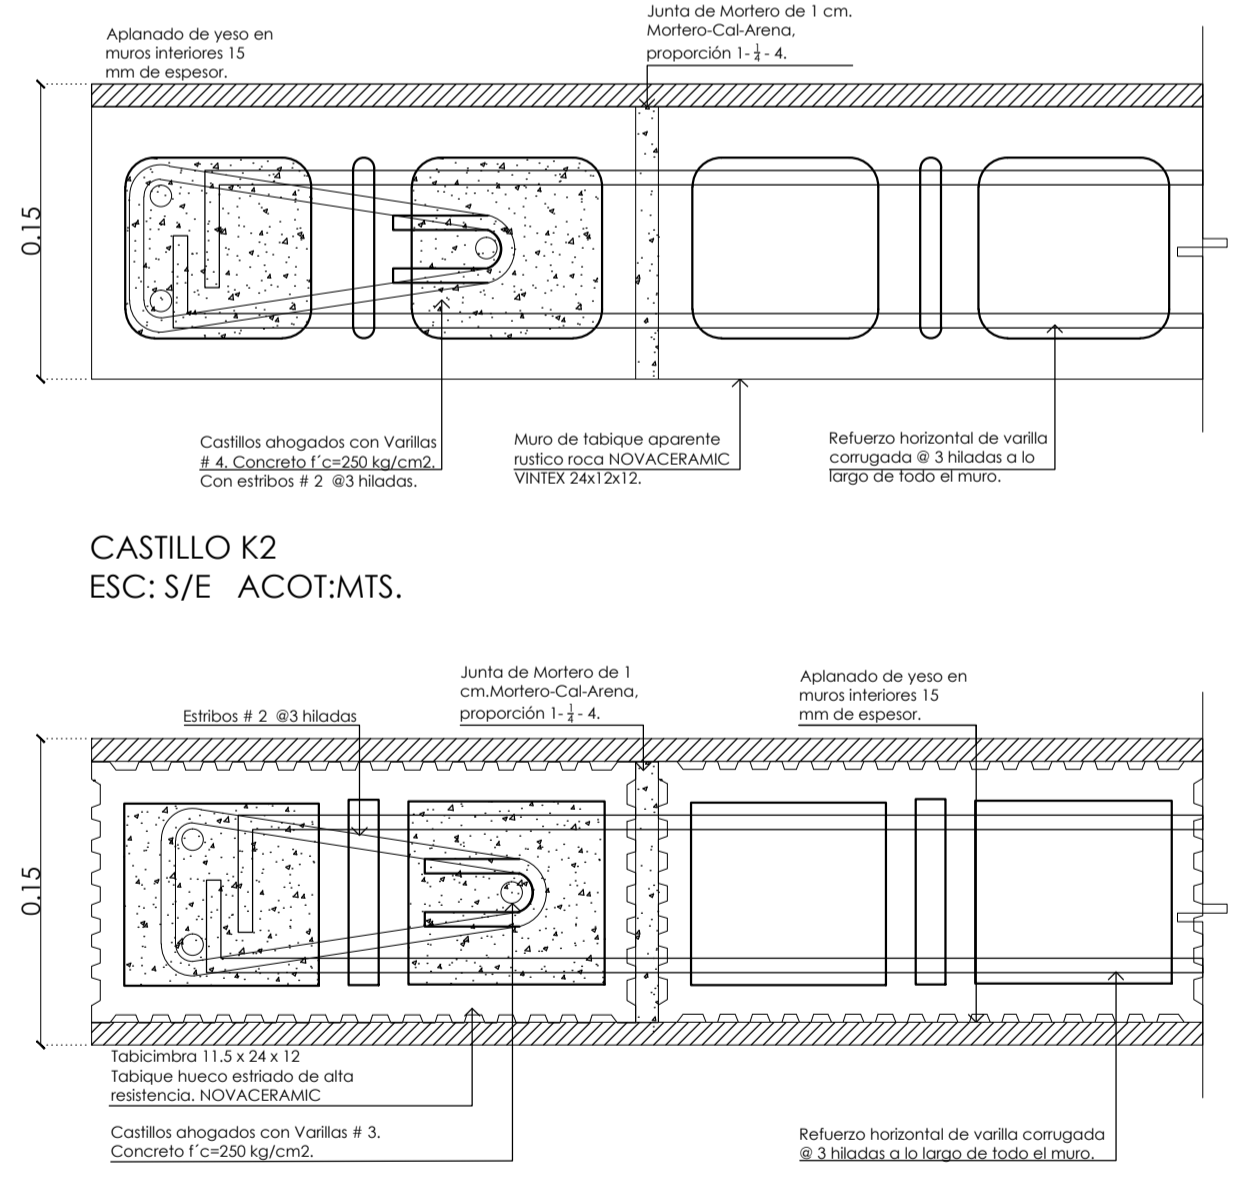 Aplanado de yeso en
muros interiores 15
mm de espesor.
Junta de Mortero de 1 cm.
Mortero-Cal-Arena,
proporción 1- 1/4 - 4.
0.15
Castillos ahogados con Varillas
# 4. Concreto f´c=250 kg/cm2.
Con estribos # 2 @3 hiladas.
Muro de tabique aparente
rustico roca NOVACERAMIC
VINTEX 24x12x12.
Refuerzo horizontal de varilla
corrugada @ 3 hiladas a lo
largo de todo el muro.
CASTILLO K2
ESC: S/E ACOT:MTS.
Estribos # 2 @3 hiladas
Junta de Mortero de 1
cm.Mortero-Cal-Arena,
proporción 1- 1/4 - 4.
Aplanado de yeso en
muros interiores 15
mm de espesor.
0.15
Tabicimbra 11.5 x 24 x 12
Tabique hueco estriado de alta
resistencia. NOVACERAMIC
Castillos ahogados con Varillas # 3.
Concreto f´c=250 kg/cm2.
Refuerzo horizontal de varilla corrugada
@ 3 hiladas a lo largo de todo el muro.